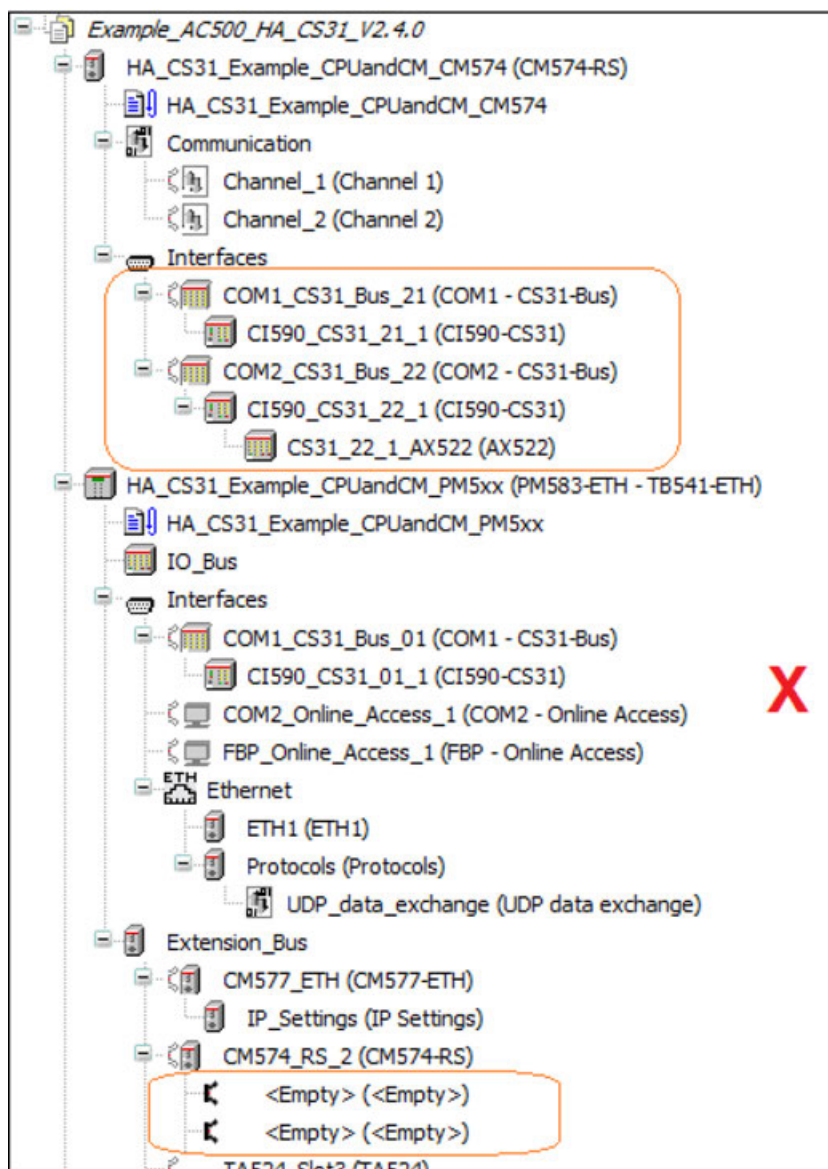 Example_AC500_HA_CS31_V2.4.0
HA_CS31_Example_CPUandCM_CM574 (CM574-RS)
HA_CS31_Example_CPUandCM_CM574
Communication
Channel_1 (Channel 1)
Channel_2 (Channel 2)
Interfaces
COM1_CS31_Bus_21 (COM1 - CS31-Bus)
CI590_CS31_21_1 (CI590-CS31)
COM2_CS31_Bus_22 (COM2 - CS31-Bus)
CI590_CS31_22_1 (CI590-CS31)
CS31_22_1_AX522 (AX522)
HA_CS31_Example_CPUandCM_PM5xx (PM583-ETH - TB541-ETH)
HA_CS31_Example_CPUandCM_PM5xx
IO_Bus
Interfaces
COM1_CS31_Bus_01 (COM1 - CS31-Bus)
CI590_CS31_01_1 (CI590-CS31)
X
COM2_Online_Access_1 (COM2 - Online Access)
FBP_Online_Access_1 (FBP - Online Access)
ETH Ethernet
ETH1 (ETH1)
Protocols (Protocols)
UDP_data_exchange (UDP data exchange)
Extension_Bus
CM577_ETH (CM577-ETH)
IP_Settings (IP Settings)
CM574_RS_2 (CM574-RS)
<Empty> (<Empty>)
<Empty> (<Empty>)
TA524_Slot3 (TA524)